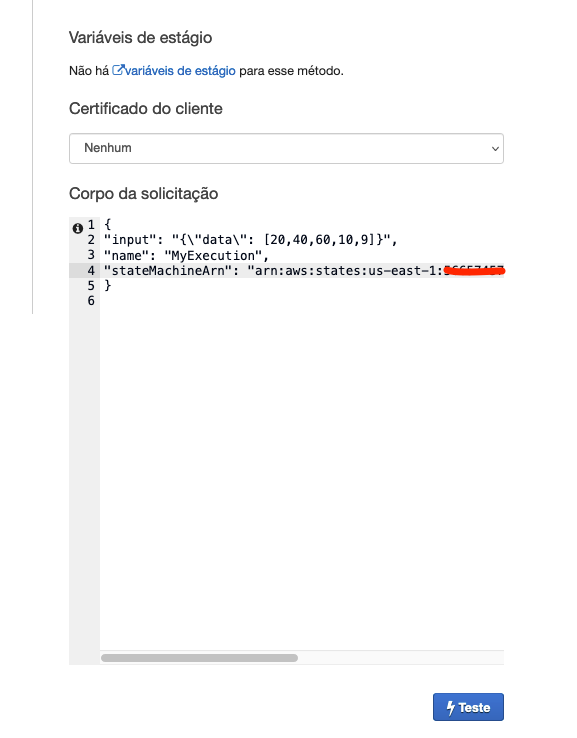 Variáveis de estágio
Não há variáveis de estágio para esse método.
Certificado do cliente
Nenhum
Corpo da solicitação
1 {
2 "input": "{\"data\": [20,40,60,10,9]}",
3 "name": "MyExecution",
4 "stateMachineArn": "arn:aws:states:us-east-1:
5 }
6
Teste